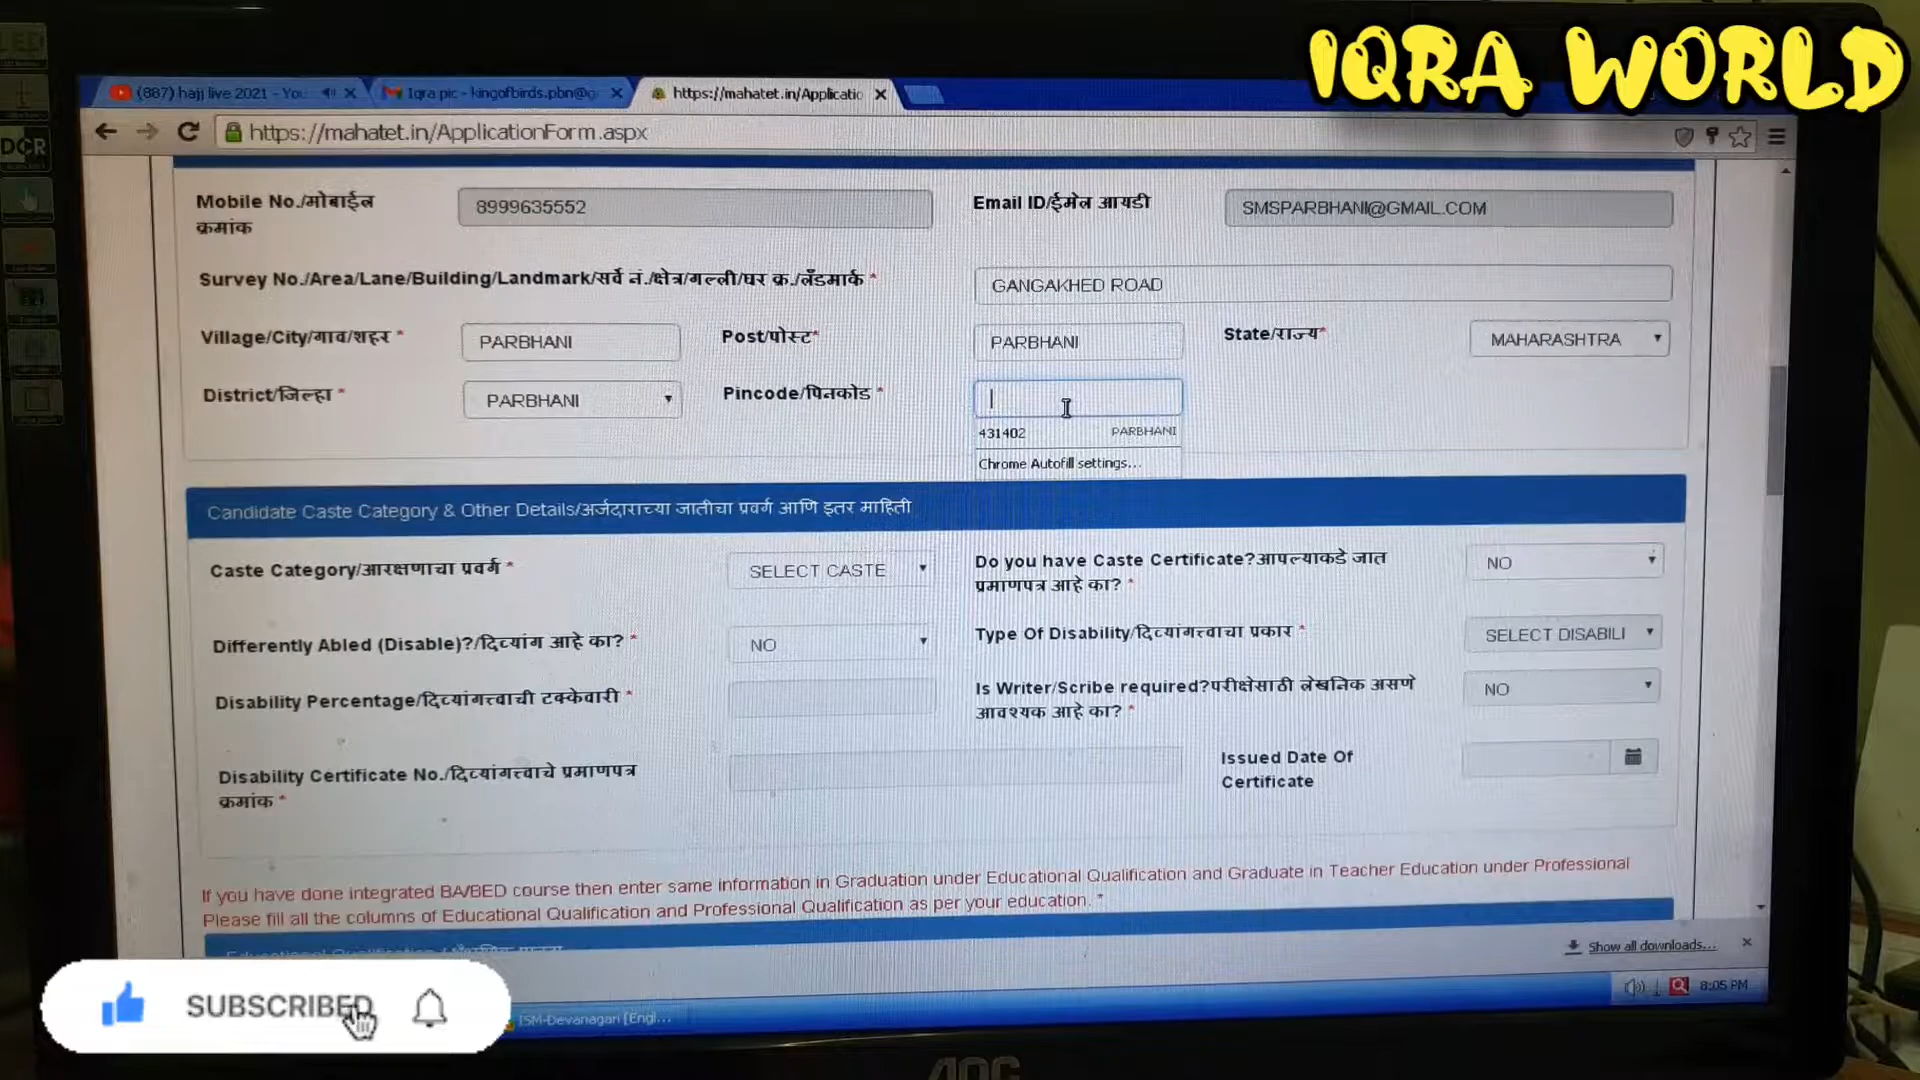 IQRA WORLD
(887) hajj live 2021 - You
Iqra pic - kingofbirds.pbn@g
https://mahatet.in/Applicatio
https://mahatet.in/ApplicationForm.aspx
DCR
Mobile No./मोबाईल क्रमांक
8999635552
Email ID/ईमेल आयडी
SMSPARBHANI@GMAIL.COM
Survey No./Area/Lane/Building/Landmark/सर्वे नं./क्षेत्र/गल्ली/घर क्र./लँडमार्क *
GANGAKHED ROAD
Village/City/गाव/शहर *
PARBHANI
Post/पोस्ट*
PARBHANI
State/राज्य*
MAHARASHTRA
District/जिल्हा *
PARBHANI
Pincode/पिनकोड *
431402 PARBHANI
Chrome Autofill settings...
Candidate Caste Category & Other Details/अर्जदाराच्या जातीचा प्रवर्ग आणि इतर माहिती
Caste Category/आरक्षणाचा प्रवर्ग *
SELECT CASTE
Do you have Caste Certificate?आपल्याकडे जात
प्रमाणपत्र आहे का? *
NO
Differently Abled (Disable)?/दिव्यांग आहे का? *
NO
Type Of Disability/दिव्यांगत्त्वाचा प्रकार *
SELECT DISABILI
Disability Percentage/दिव्यांगत्त्वाची टक्केवारी *
Is Writer/Scribe required?परीक्षेसाठी लेखनिक असणे
आवश्यक आहे का? *
NO
Disability Certificate No./दिव्यांगत्त्वाचे प्रमाणपत्र
क्रमांक *
Issued Date Of
Certificate
If you have done integrated BA/BED course then enter same information in Graduation under Educational Qualification and Graduate in Teacher Education under Professional
Please fill all the columns of Educational Qualification and Professional Qualification as per your education. *
Show all downloads...
SUBSCRIBED
ISM-Devanagari [Engl...
8:05 PM
AOC